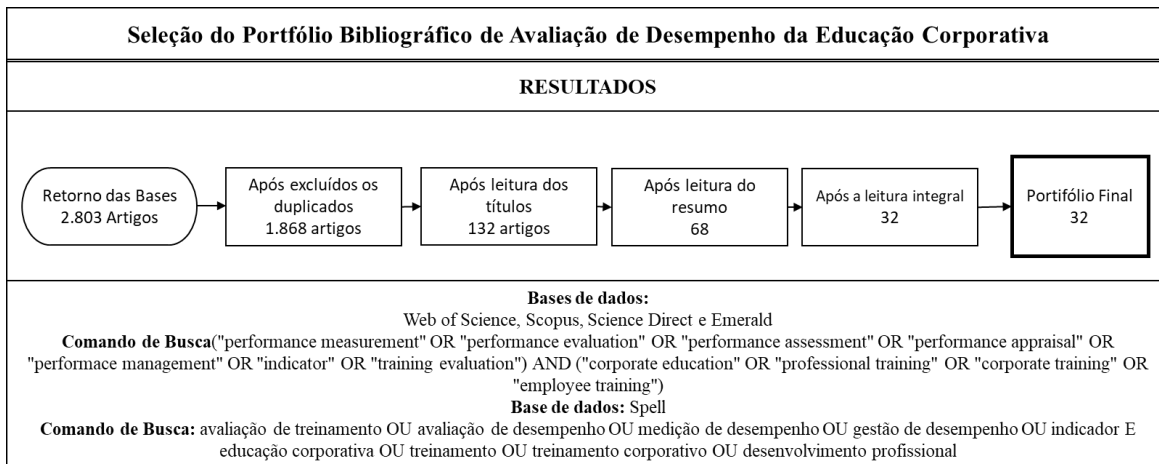 Seleção do Portfólio Bibliográfico de Avaliação de Desempenho da Educação Corporativa
RESULTADOS
Retorno das Bases
2.803 Artigos
Após excluídos os
duplicados
1.868 artigos
Após leitura dos
títulos
132 artigos
Após leitura do
resumo
68
Após a leitura integral
32
Portifólio Final
32
Bases de dados:
Web of Science, Scopus, Science Direct e Emerald
Comando de Busca("performance measurement" OR "performance evaluation" OR "performance assessment" OR "performance appraisal" OR
"performace management" OR "indicator" OR "training evaluation") AND ("corporate education" OR "professional training" OR "corporate training" OR
"employee training")
Base de dados: Spell
Comando de Busca: avaliação de treinamento OU avaliação de desempenho OU medição de desempenho OU gestão de desempenho OU indicador E
educação corporativa OU treinamento OU treinamento corporativo OU desenvolvimento profissional